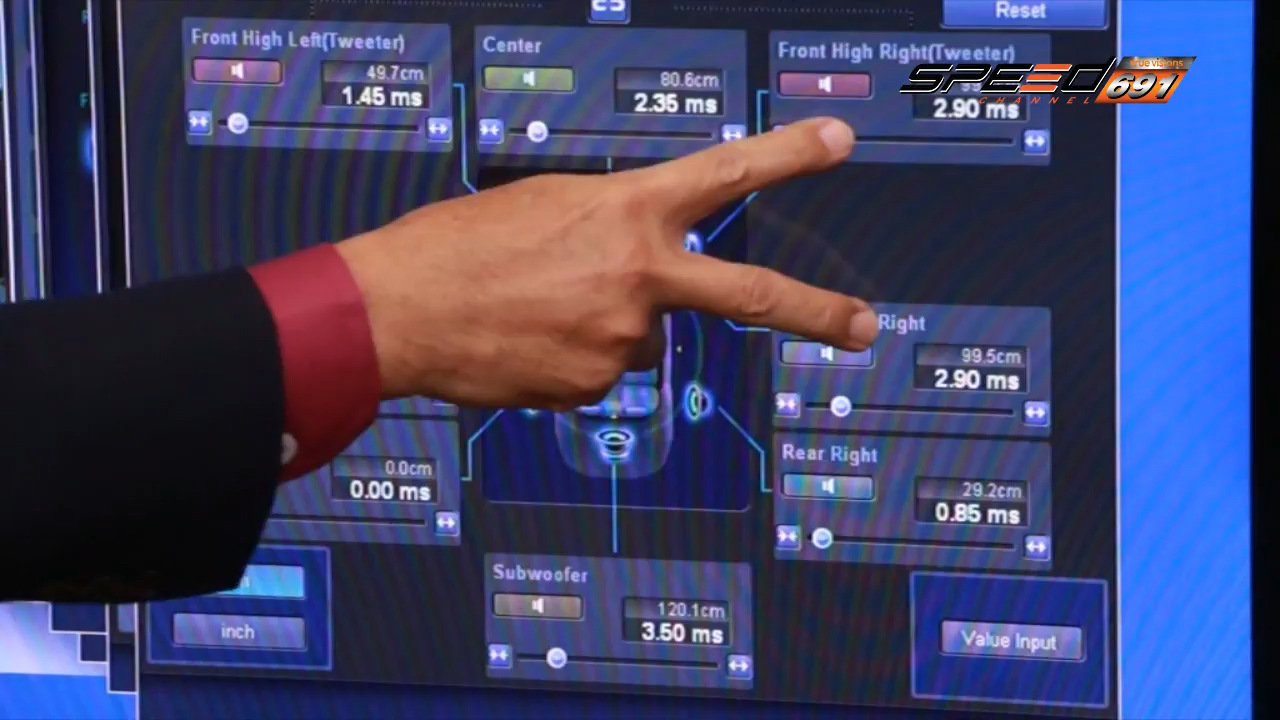 Reset
Front High Left(Tweeter)
49.7cm
1.45 ms
Center
80.6cm
2.35 ms
Front High Right(Tweeter)
2.90 ms
true visions
SPEED
CHANNEL
691
Right
99.5cm
2.90 ms
Rear Right
29.2cm
0.85 ms
0.0cm
0.00 ms
Subwoofer
120.1cm
3.50 ms
inch
Value Input